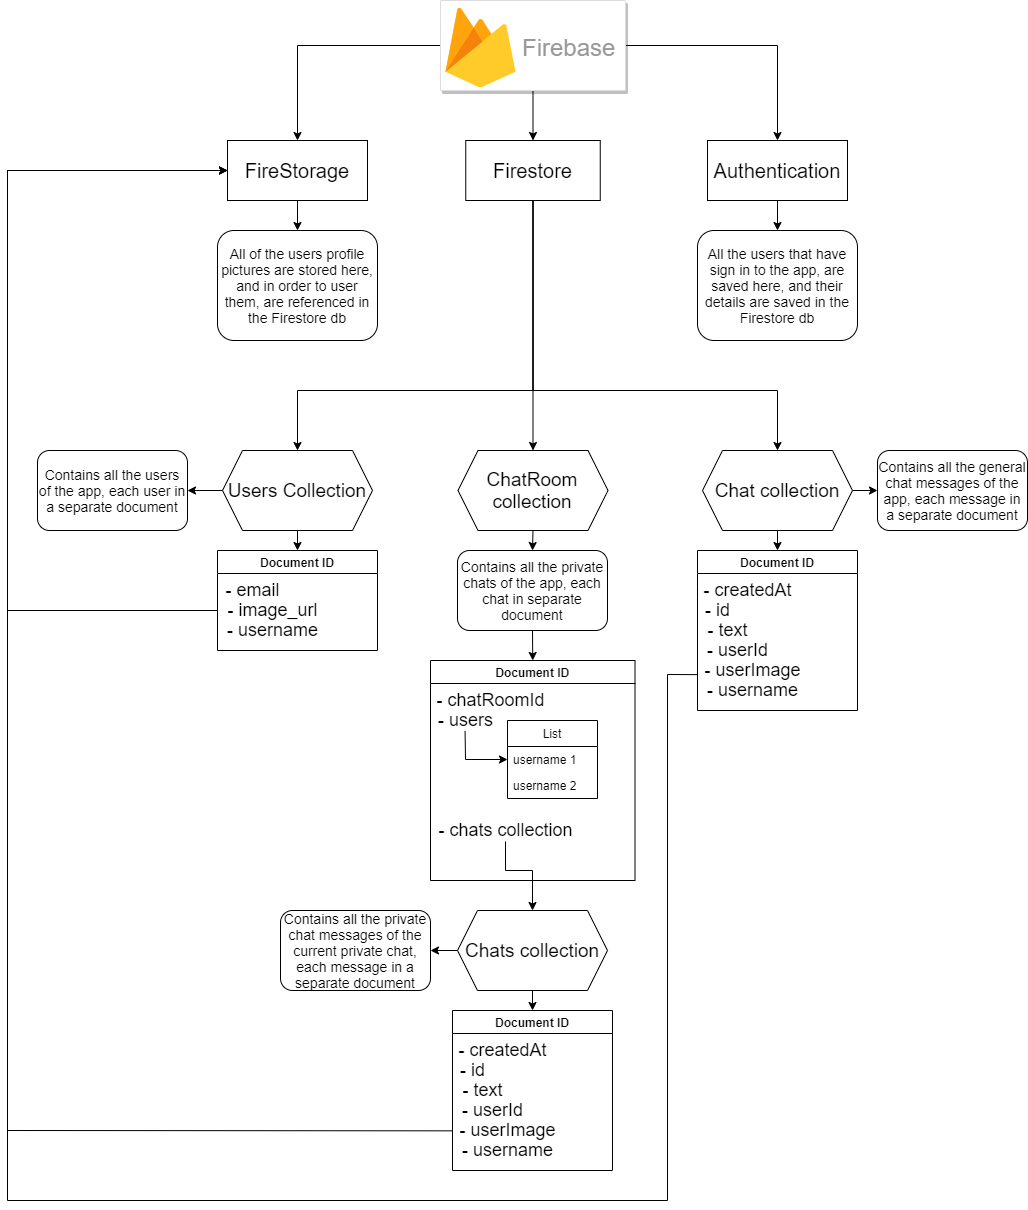 Firebase
FireStorage
Firestore
Authentication
All of the users profile
pictures are stored here,
and in order to user
them, are referenced in
the Firestore db
All the users that have
sign in to the app, are
saved here, and their
details are saved in the
Firestore db
Contains all the users
of the app, each user in
a separate document
Users Collection
ChatRoom
collection
Chat collection
Contains all the general
chat messages of the
app, each message in
a separate document
Document ID
- email
- image_url
- username
Contains all the private
chats of the app, each
chat in separate
document
Document ID
- createdAt
- id
- text
- userId
- userImage
- username
Document ID
- chatRoomId
- users
List
username 1
username 2
- chats collection
Contains all the private
chat messages of the
current private chat,
each message in a
separate document
Chats collection
Document ID
- createdAt
- id
- text
- userId
- userImage
- username